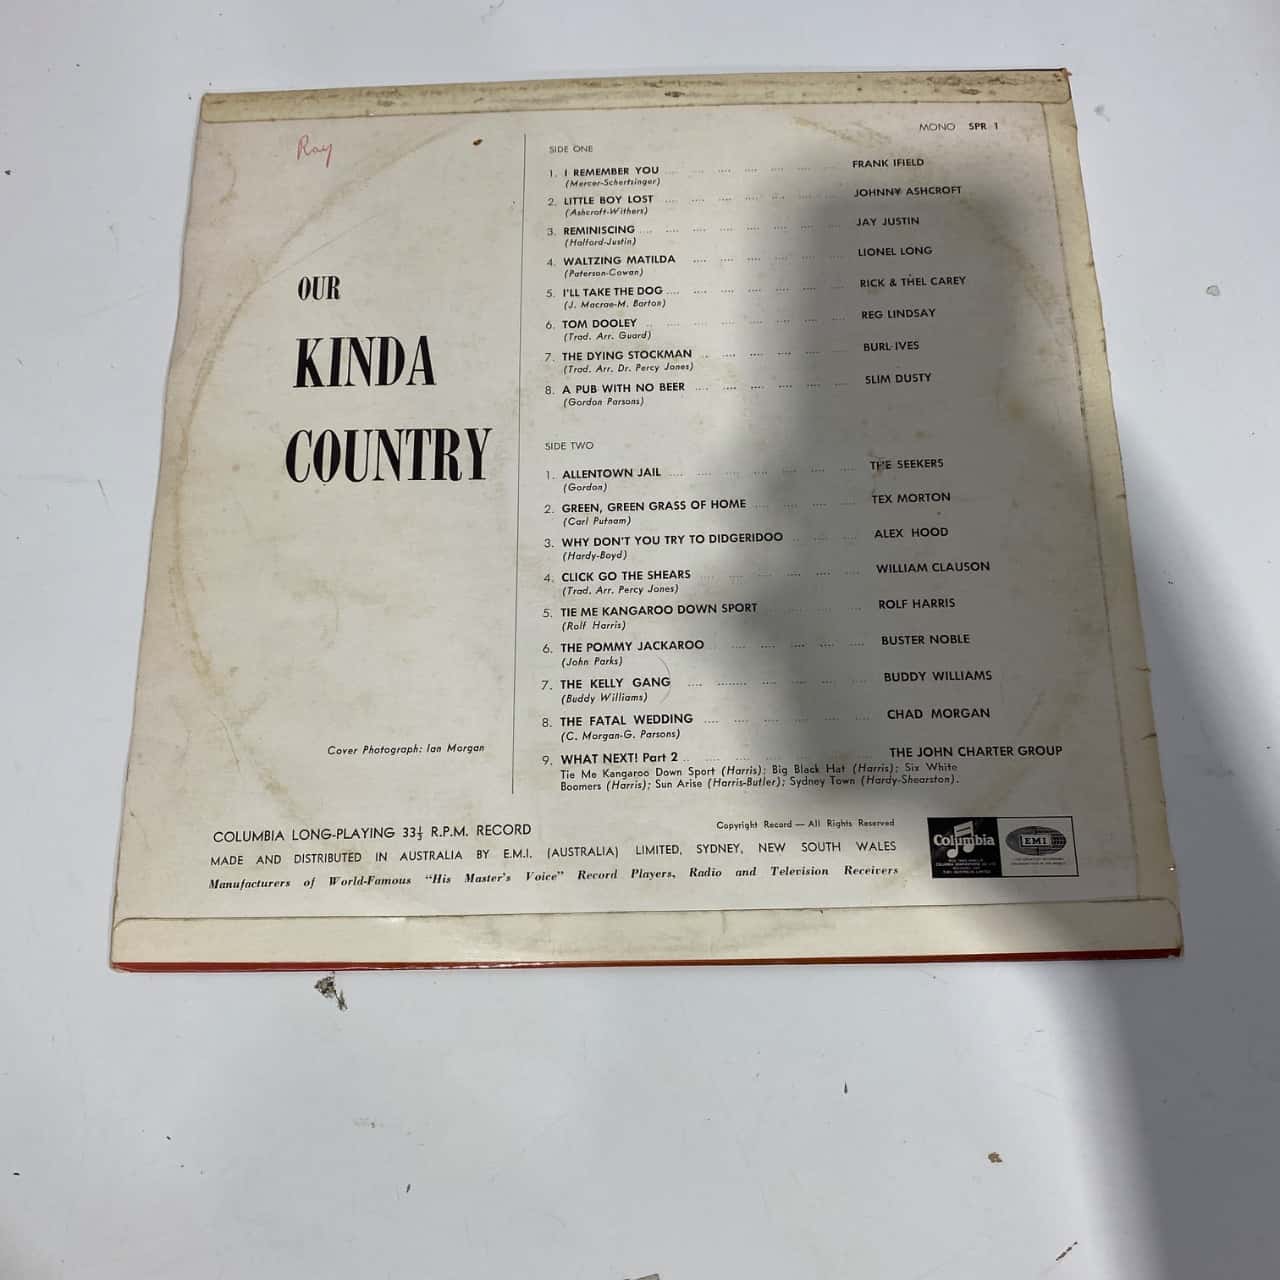 Ray
MONO SPR 1
OUR
KINDA
COUNTRY
Cover Photograph: Ian Morgan
SIDE ONE
1. I REMEMBER YOU .... .... .... .... .... .... FRANK IFIELD
(Mercer-Schertsinger)
2. LITTLE BOY LOST .... .... .... .... .... .... JOHNNY ASHCROFT
(Ashcroft-Withers)
3. REMINISCING .... .... .... .... .... .... .... JAY JUSTIN
(Halford-Justin)
4. WALTZING MATILDA .... .... .... .... .... .... LIONEL LONG
(Paterson-Cowan)
5. I'LL TAKE THE DOG .... .... .... .... .... .... RICK & THEL CAREY
(J. Macrae-M. Barton)
6. TOM DOOLEY .. .... .... .... .... .... .... REG LINDSAY
(Trad. Arr. Guard)
7. THE DYING STOCKMAN .. .... .... .... .... BURL IVES
(Trad. Arr. Dr. Percy Jones)
8. A PUB WITH NO BEER .... .... .... .... .... SLIM DUSTY
(Gordon Parsons)
SIDE TWO
1. ALLENTOWN JAIL .... .... .... .... .... .... THE SEEKERS
(Gordon)
2. GREEN, GREEN GRASS OF HOME .... .... .... .... TEX MORTON
(Carl Putnam)
3. WHY DON'T YOU TRY TO DIDGERIDOO .. .... .... ALEX HOOD
(Hardy-Boyd)
4. CLICK GO THE SHEARS .... .... .... .... .... WILLIAM CLAUSON
(Trad. Arr. Percy Jones)
5. TIE ME KANGAROO DOWN SPORT .... .... .... ROLF HARRIS
(Rolf Harris)
6. THE POMMY JACKAROO .. .... .... .... .... BUSTER NOBLE
(John Parks)
7. THE KELLY GANG .... ........ .... .... .... BUDDY WILLIAMS
(Buddy Williams)
8. THE FATAL WEDDING .... .... .... .... .... CHAD MORGAN
(C. Morgan-G. Parsons)
9. WHAT NEXT! Part 2 .. .... .... .... .... .... THE JOHN CHARTER GROUP
Tie Me Kangaroo Down Sport (Harris); Big Black Hat (Harris); Six White
Boomers (Harris); Sun Arise (Harris-Butler); Sydney Town (Hardy-Shearston).
COLUMBIA LONG-PLAYING 33⅓ R.P.M. RECORD
Copyright Record — All Rights Reserved
MADE AND DISTRIBUTED IN AUSTRALIA BY E.M.I. (AUSTRALIA) LIMITED, SYDNEY, NEW SOUTH WALES
Manufacturers of World-Famous "His Master's Voice" Record Players, Radio and Television Receivers
Columbia
EMI